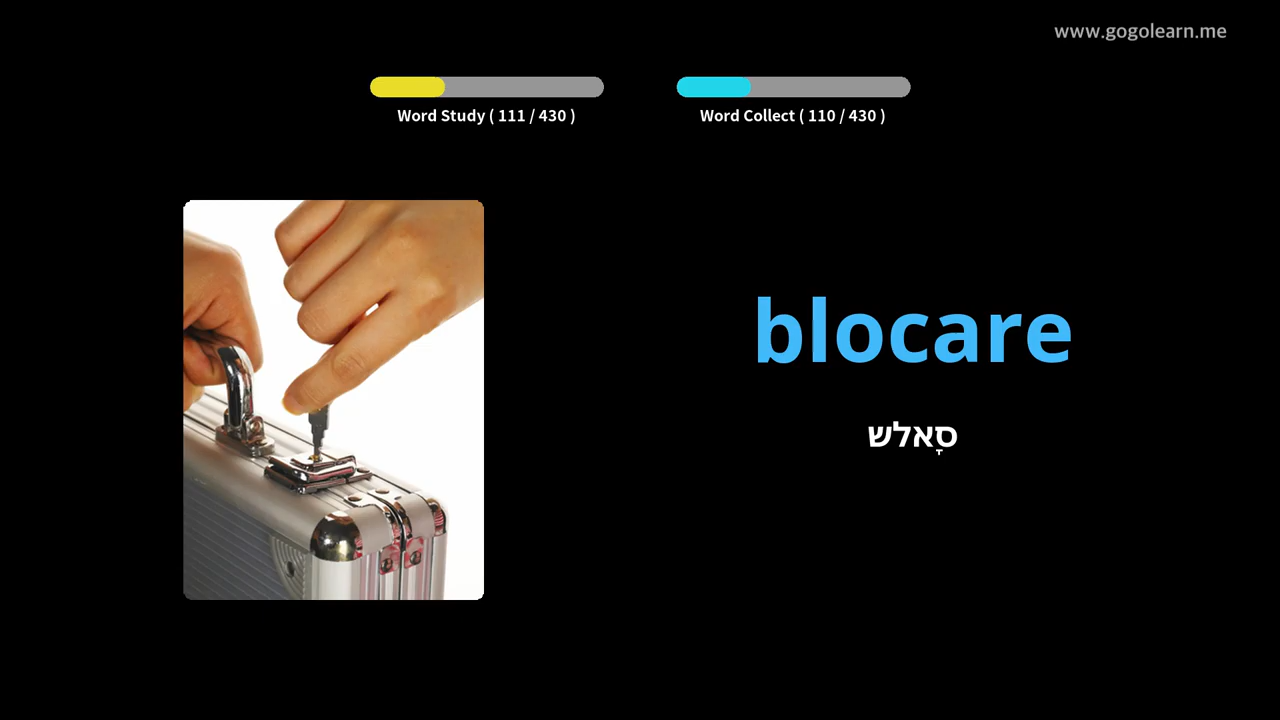 www.gogolearn.me
Word Study ( 111 / 430 )
Word Collect ( 110 / 430 )
blocare
סָאלש